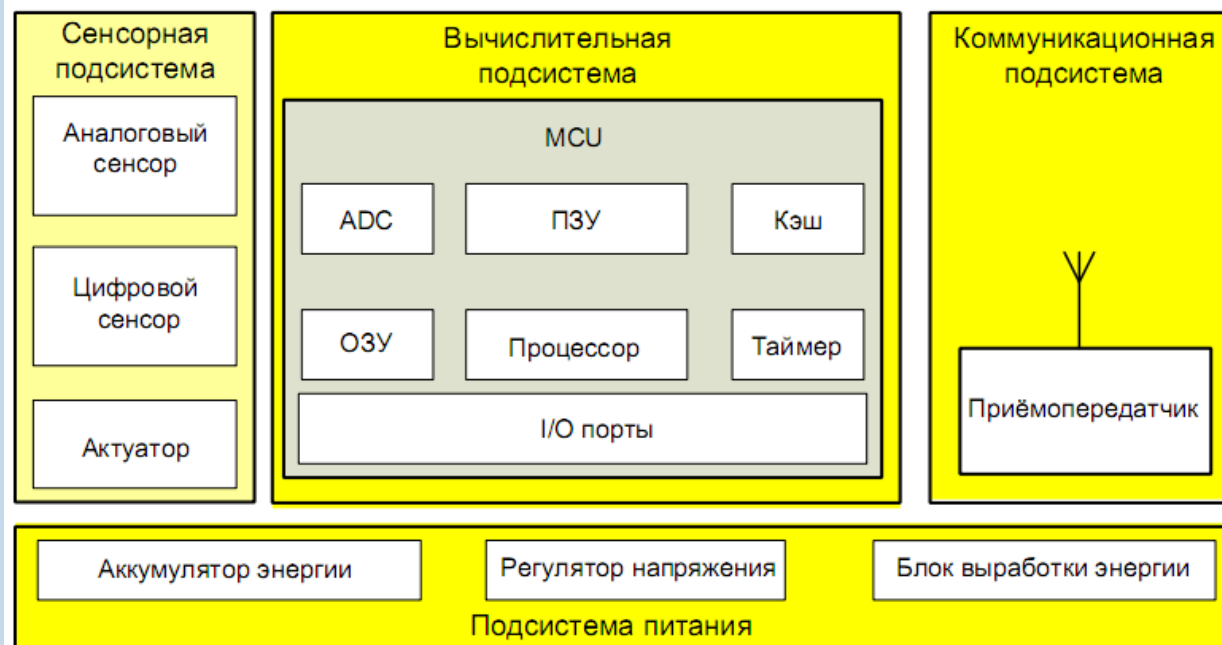 Сенсорная
подсистема
Аналоговый
сенсор
Цифровой
сенсор
Актуатор
Вычислительная
подсистема
MCU
ADC
ПЗУ
Кэш
ОЗУ
Процессор
Таймер
I/O порты
Коммуникационная
подсистема
Приёмопередатчик
Аккумулятор энергии
Регулятор напряжения
Блок выработки энергии
Подсистема питания